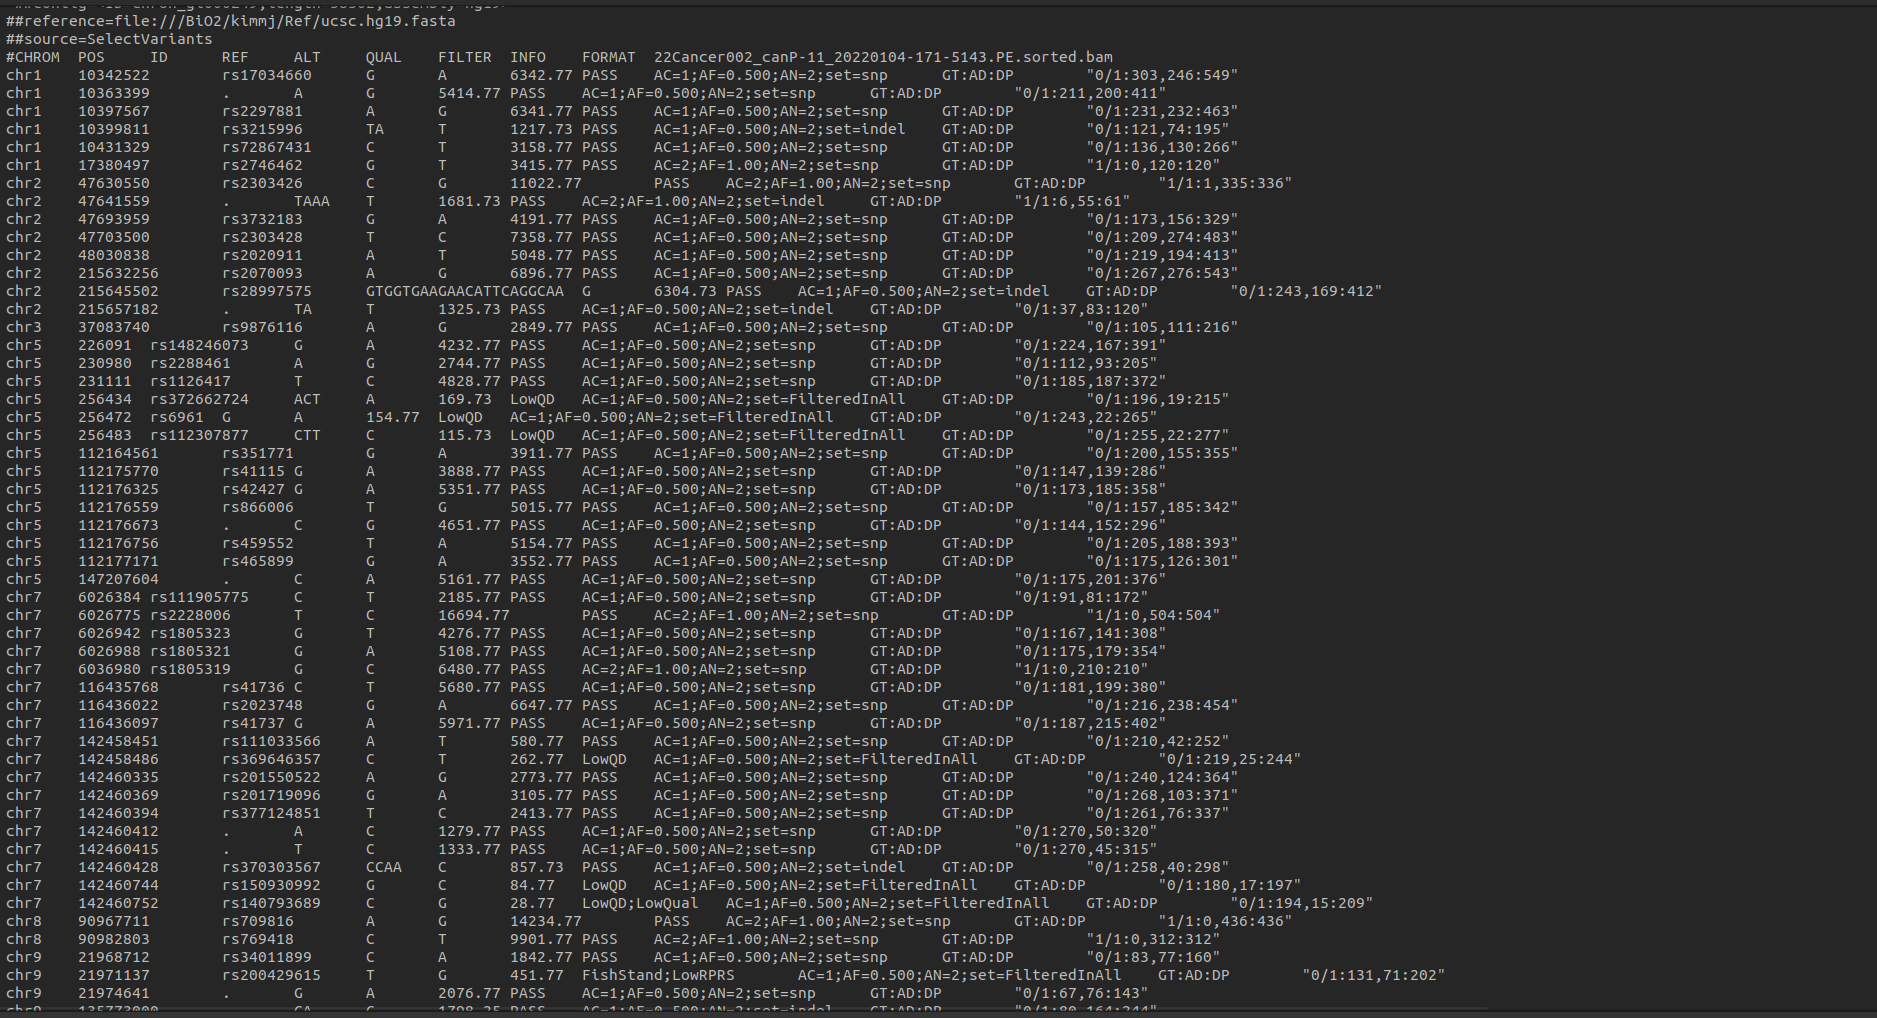 ##reference=file:///BiO2/kimmj/Ref/ucsc.hg19.fasta
##source=SelectVariants
#CHROM POS ID REF ALT QUAL FILTER INFO FORMAT 22Cancer002_canP-11_20220104-171-5143.PE.sorted.bam
chr1 10342522 rs17034660 G A 6342.77 PASS AC=1;AF=0.500;AN=2;set=snp GT:AD:DP "0/1:303,246:549"
chr1 10363399 . A G 5414.77 PASS AC=1;AF=0.500;AN=2;set=snp GT:AD:DP "0/1:211,200:411"
chr1 10397567 rs2297881 A G 6341.77 PASS AC=1;AF=0.500;AN=2;set=snp GT:AD:DP "0/1:231,232:463"
chr1 10399811 rs3215996 TA T 1217.73 PASS AC=1;AF=0.500;AN=2;set=indel GT:AD:DP "0/1:121,74:195"
chr1 10431329 rs72867431 C T 3158.77 PASS AC=1;AF=0.500;AN=2;set=snp GT:AD:DP "0/1:136,130:266"
chr1 17380497 rs2746462 G T 3415.77 PASS AC=2;AF=1.00;AN=2;set=snp GT:AD:DP "1/1:0,120:120"
chr2 47630550 rs2303426 C G 11022.77 PASS AC=2;AF=1.00;AN=2;set=snp GT:AD:DP "1/1:1,335:336"
chr2 47641559 . TAAA T 1681.73 PASS AC=2;AF=1.00;AN=2;set=indel GT:AD:DP "1/1:6,55:61"
chr2 47693959 rs3732183 G A 4191.77 PASS AC=1;AF=0.500;AN=2;set=snp GT:AD:DP "0/1:173,156:329"
chr2 47703500 rs2303428 T C 7358.77 PASS AC=1;AF=0.500;AN=2;set=snp GT:AD:DP "0/1:209,274:483"
chr2 48030838 rs2020911 A T 5048.77 PASS AC=1;AF=0.500;AN=2;set=snp GT:AD:DP "0/1:219,194:413"
chr2 215632256 rs2070093 A G 6896.77 PASS AC=1;AF=0.500;AN=2;set=snp GT:AD:DP "0/1:267,276:543"
chr2 215645502 rs28997575 GTGGTGAAGAACATTCAGGCAA G 6304.73 PASS AC=1;AF=0.500;AN=2;set=indel GT:AD:DP "0/1:243,169:412"
chr2 215657182 . TA T 1325.73 PASS AC=1;AF=0.500;AN=2;set=indel GT:AD:DP "0/1:37,83:120"
chr3 37083740 rs9876116 A G 2849.77 PASS AC=1;AF=0.500;AN=2;set=snp GT:AD:DP "0/1:105,111:216"
chr5 226091 rs148246073 G A 4232.77 PASS AC=1;AF=0.500;AN=2;set=snp GT:AD:DP "0/1:224,167:391"
chr5 230980 rs2288461 A G 2744.77 PASS AC=1;AF=0.500;AN=2;set=snp GT:AD:DP "0/1:112,93:205"
chr5 231111 rs1126417 T C 4828.77 PASS AC=1;AF=0.500;AN=2;set=snp GT:AD:DP "0/1:185,187:372"
chr5 256434 rs372662724 ACT A 169.73 LowQD AC=1;AF=0.500;AN=2;set=FilteredInAll GT:AD:DP "0/1:196,19:215"
chr5 256472 rs6961 G A 154.77 LowQD AC=1;AF=0.500;AN=2;set=FilteredInAll GT:AD:DP "0/1:243,22:265"
chr5 256483 rs112307877 CTT C 115.73 LowQD AC=1;AF=0.500;AN=2;set=FilteredInAll GT:AD:DP "0/1:255,22:277"
chr5 112164561 rs351771 G A 3911.77 PASS AC=1;AF=0.500;AN=2;set=snp GT:AD:DP "0/1:200,155:355"
chr5 112175770 rs41115 G A 3888.77 PASS AC=1;AF=0.500;AN=2;set=snp GT:AD:DP "0/1:147,139:286"
chr5 112176325 rs42427 G A 5351.77 PASS AC=1;AF=0.500;AN=2;set=snp GT:AD:DP "0/1:173,185:358"
chr5 112176559 rs866006 T G 5015.77 PASS AC=1;AF=0.500;AN=2;set=snp GT:AD:DP "0/1:157,185:342"
chr5 112176673 . C G 4651.77 PASS AC=1;AF=0.500;AN=2;set=snp GT:AD:DP "0/1:144,152:296"
chr5 112176756 rs459552 T A 5154.77 PASS AC=1;AF=0.500;AN=2;set=snp GT:AD:DP "0/1:205,188:393"
chr5 112177171 rs465899 G A 3552.77 PASS AC=1;AF=0.500;AN=2;set=snp GT:AD:DP "0/1:175,126:301"
chr5 147207604 . C A 5161.77 PASS AC=1;AF=0.500;AN=2;set=snp GT:AD:DP "0/1:175,201:376"
chr7 6026384 rs111905775 C T 2185.77 PASS AC=1;AF=0.500;AN=2;set=snp GT:AD:DP "0/1:91,81:172"
chr7 6026775 rs2228006 T C 16694.77 PASS AC=2;AF=1.00;AN=2;set=snp GT:AD:DP "1/1:0,504:504"
chr7 6026942 rs1805323 G T 4276.77 PASS AC=1;AF=0.500;AN=2;set=snp GT:AD:DP "0/1:167,141:308"
chr7 6026988 rs1805321 G A 5108.77 PASS AC=1;AF=0.500;AN=2;set=snp GT:AD:DP "0/1:175,179:354"
chr7 6036980 rs1805319 G C 6480.77 PASS AC=2;AF=1.00;AN=2;set=snp GT:AD:DP "1/1:0,210:210"
chr7 116435768 rs41736 C T 5680.77 PASS AC=1;AF=0.500;AN=2;set=snp GT:AD:DP "0/1:181,199:380"
chr7 116436022 rs2023748 G A 6647.77 PASS AC=1;AF=0.500;AN=2;set=snp GT:AD:DP "0/1:216,238:454"
chr7 116436097 rs41737 G A 5971.77 PASS AC=1;AF=0.500;AN=2;set=snp GT:AD:DP "0/1:187,215:402"
chr7 142458451 rs111033566 A T 580.77 PASS AC=1;AF=0.500;AN=2;set=snp GT:AD:DP "0/1:210,42:252"
chr7 142458486 rs369646357 C T 262.77 LowQD AC=1;AF=0.500;AN=2;set=FilteredInAll GT:AD:DP "0/1:219,25:244"
chr7 142460335 rs201550522 A G 2773.77 PASS AC=1;AF=0.500;AN=2;set=snp GT:AD:DP "0/1:240,124:364"
chr7 142460369 rs201719096 G A 3105.77 PASS AC=1;AF=0.500;AN=2;set=snp GT:AD:DP "0/1:268,103:371"
chr7 142460394 rs377124851 T C 2413.77 PASS AC=1;AF=0.500;AN=2;set=snp GT:AD:DP "0/1:261,76:337"
chr7 142460412 . A C 1279.77 PASS AC=1;AF=0.500;AN=2;set=snp GT:AD:DP "0/1:270,50:320"
chr7 142460415 . T C 1333.77 PASS AC=1;AF=0.500;AN=2;set=snp GT:AD:DP "0/1:270,45:315"
chr7 142460428 rs370303567 CCAA C 857.73 PASS AC=1;AF=0.500;AN=2;set=indel GT:AD:DP "0/1:258,40:298"
chr7 142460744 rs150930992 G C 84.77 LowQD AC=1;AF=0.500;AN=2;set=FilteredInAll GT:AD:DP "0/1:180,17:197"
chr7 142460752 rs140793689 C G 28.77 LowQD;LowQual AC=1;AF=0.500;AN=2;set=FilteredInAll GT:AD:DP "0/1:194,15:209"
chr8 90967711 rs709816 A G 14234.77 PASS AC=2;AF=1.00;AN=2;set=snp GT:AD:DP "1/1:0,436:436"
chr8 90982803 rs769418 C T 9901.77 PASS AC=2;AF=1.00;AN=2;set=snp GT:AD:DP "1/1:0,312:312"
chr9 21968712 rs34011899 C A 1842.77 PASS AC=1;AF=0.500;AN=2;set=snp GT:AD:DP "0/1:83,77:160"
chr9 21971137 rs200429615 T G 451.77 FishStand;LowRPRS AC=1;AF=0.500;AN=2;set=FilteredInAll GT:AD:DP "0/1:131,71:202"
chr9 21974641 . G A 2076.77 PASS AC=1;AF=0.500;AN=2;set=snp GT:AD:DP "0/1:67,76:143"